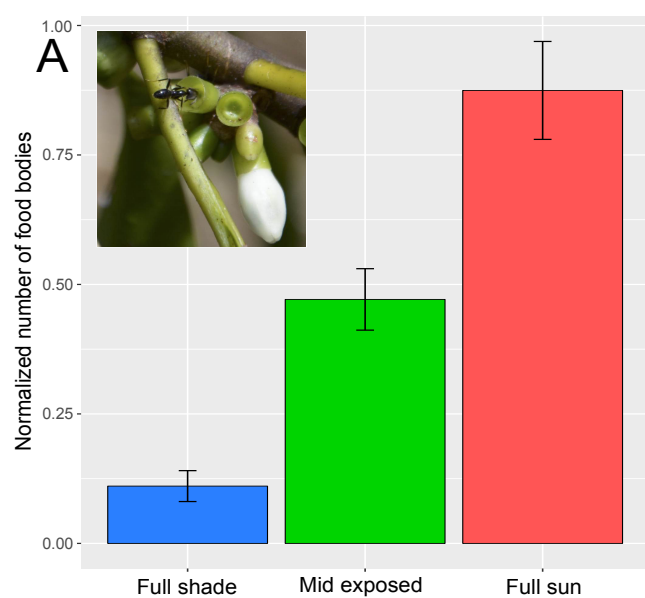 A
Normalized number of food bodies
1.00
0.75
0.50
0.25
0.00
Full shade
Mid exposed
Full sun